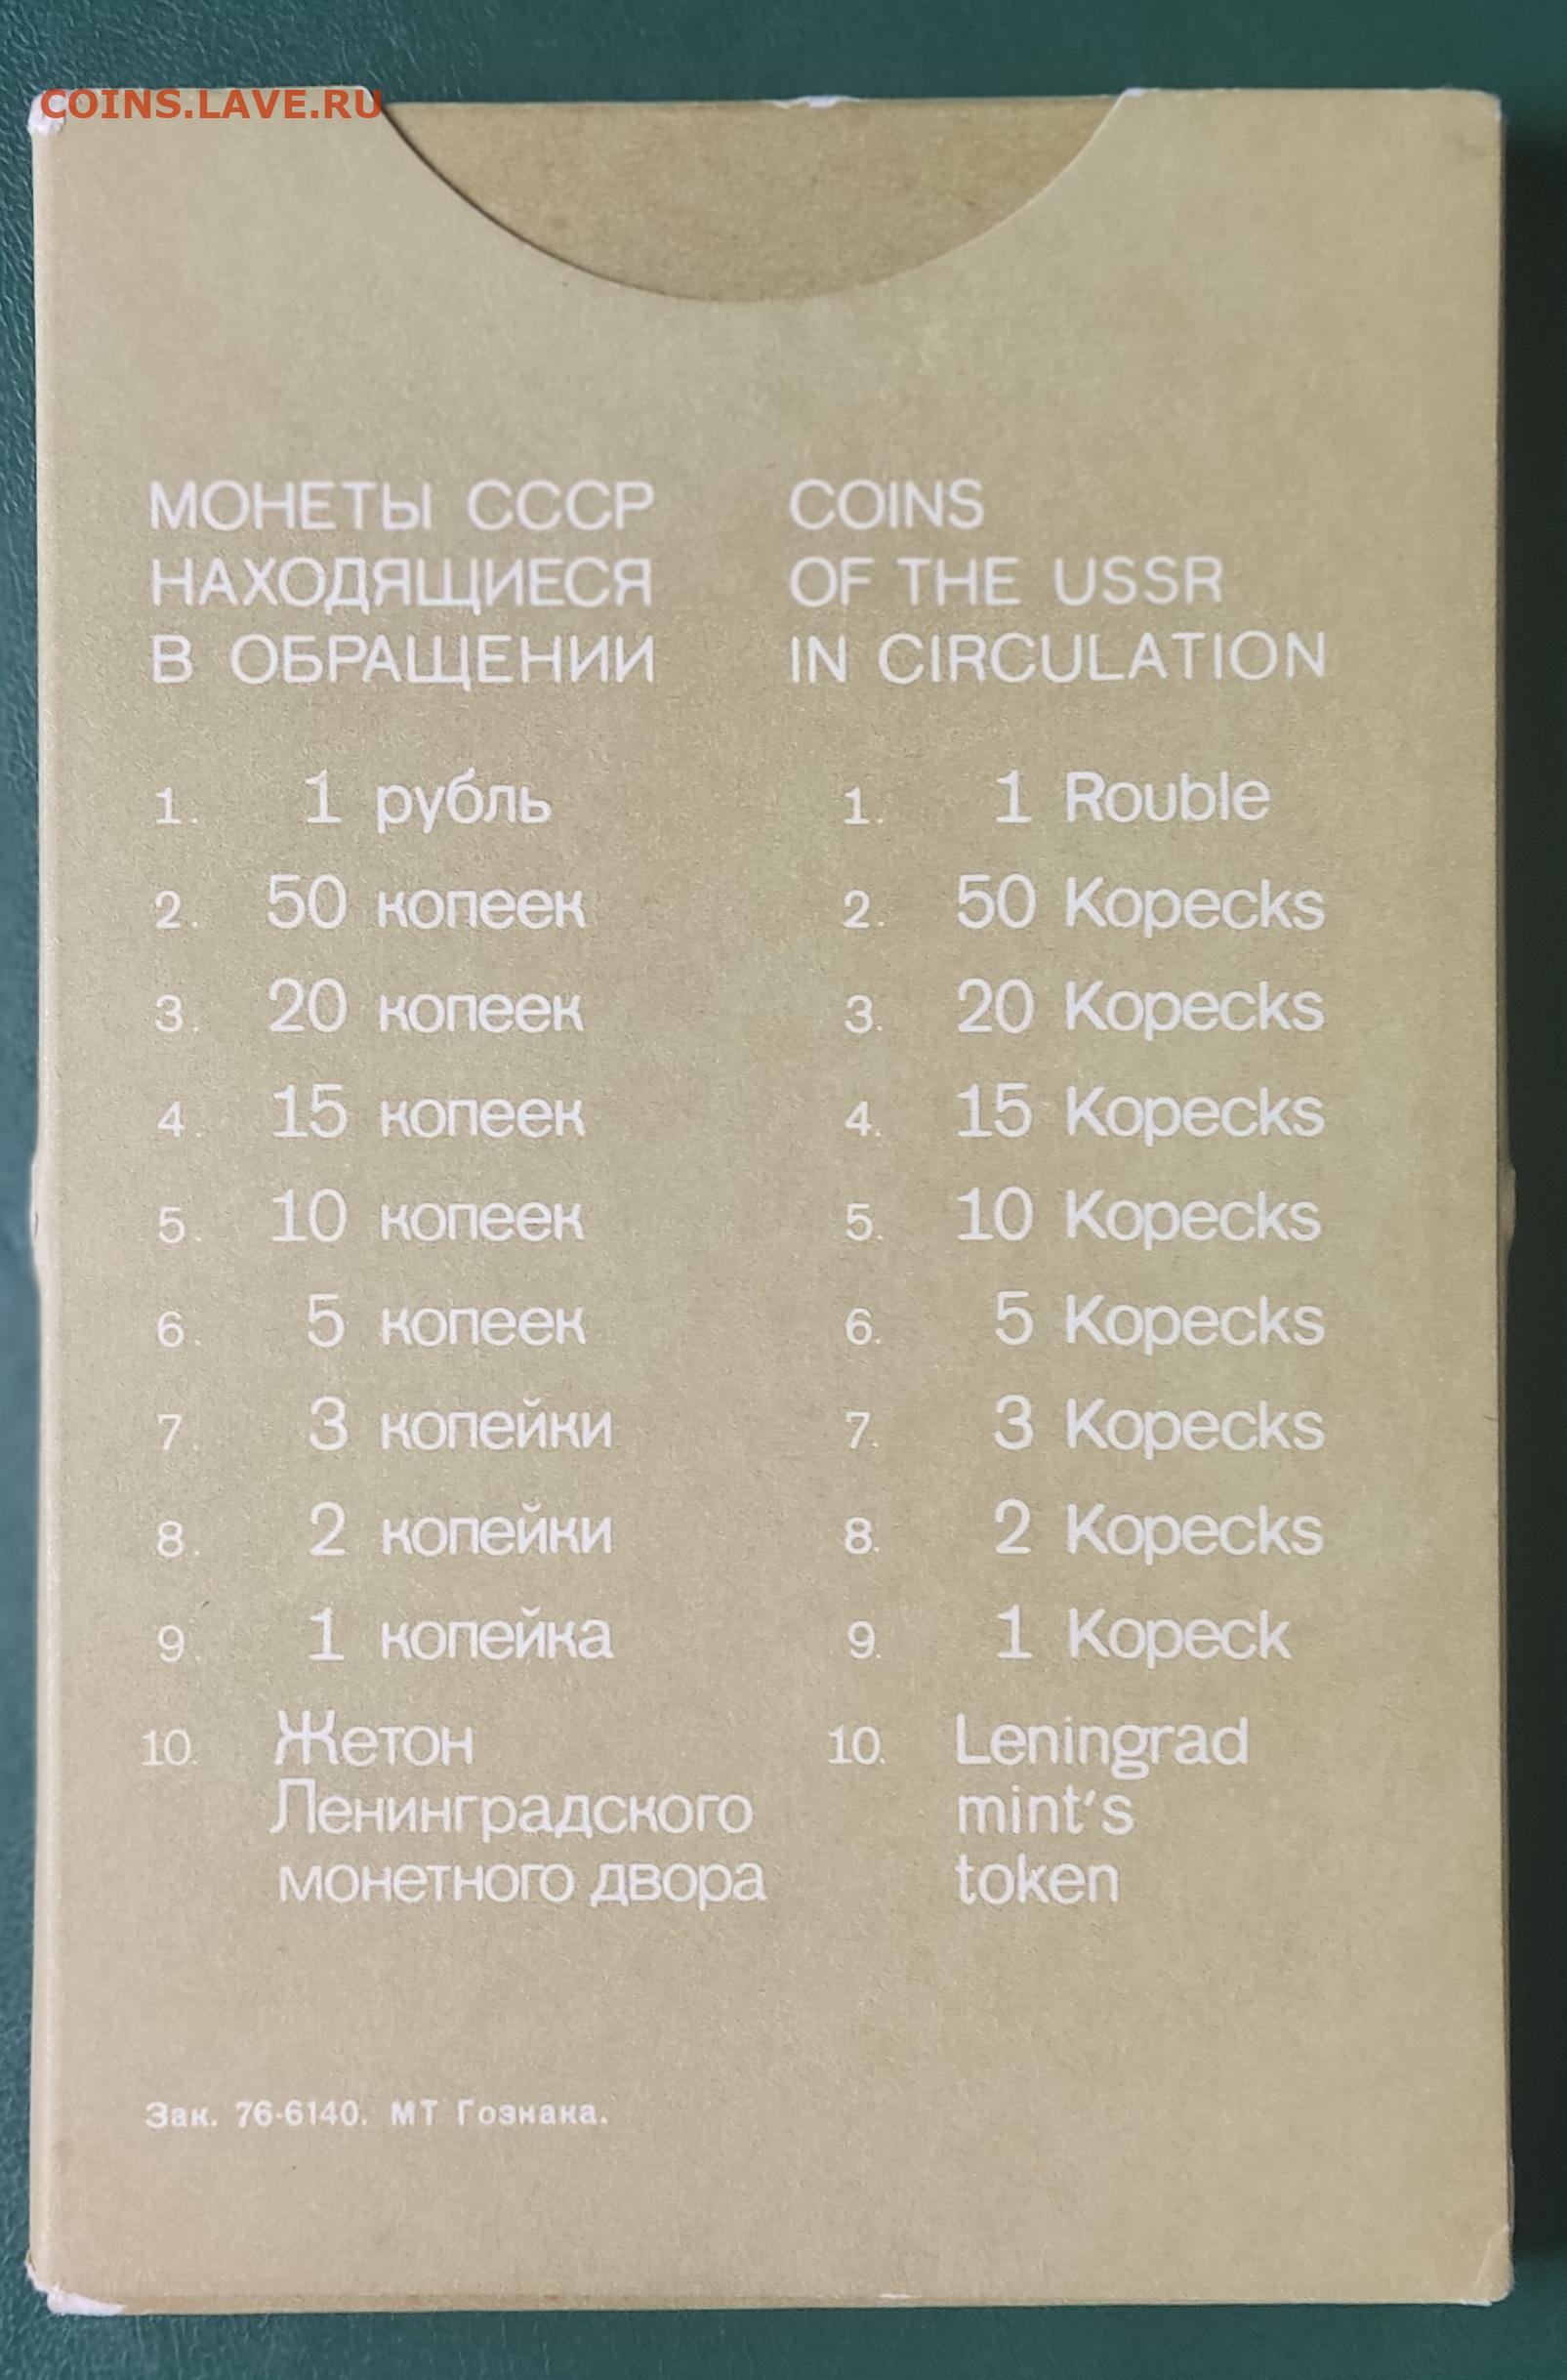 COINS.LAVE.RU
МОНЕТЫ СССР
НАХОДЯЩИЕСЯ
В ОБРАЩЕНИИ
1. 1 рубль
2. 50 копеек
3. 20 копеек
4. 15 копеек
5. 10 копеек
6. 5 копеек
7. 3 копейки
8. 2 копейки
9. 1 копейка
10. Жетон
Ленинградского
монетного двора
COINS
OF THE USSR
IN CIRCULATION
1. 1 Rouble
2. 50 Kopecks
3. 20 Kopecks
4. 15 Kopecks
5. 10 Kopecks
6. 5 Kopecks
7. 3 Kopecks
8. 2 Kopecks
9. 1 Kopeck
10. Leningrad
mint's
token
Зак. 76-6140. МТ Гознака.